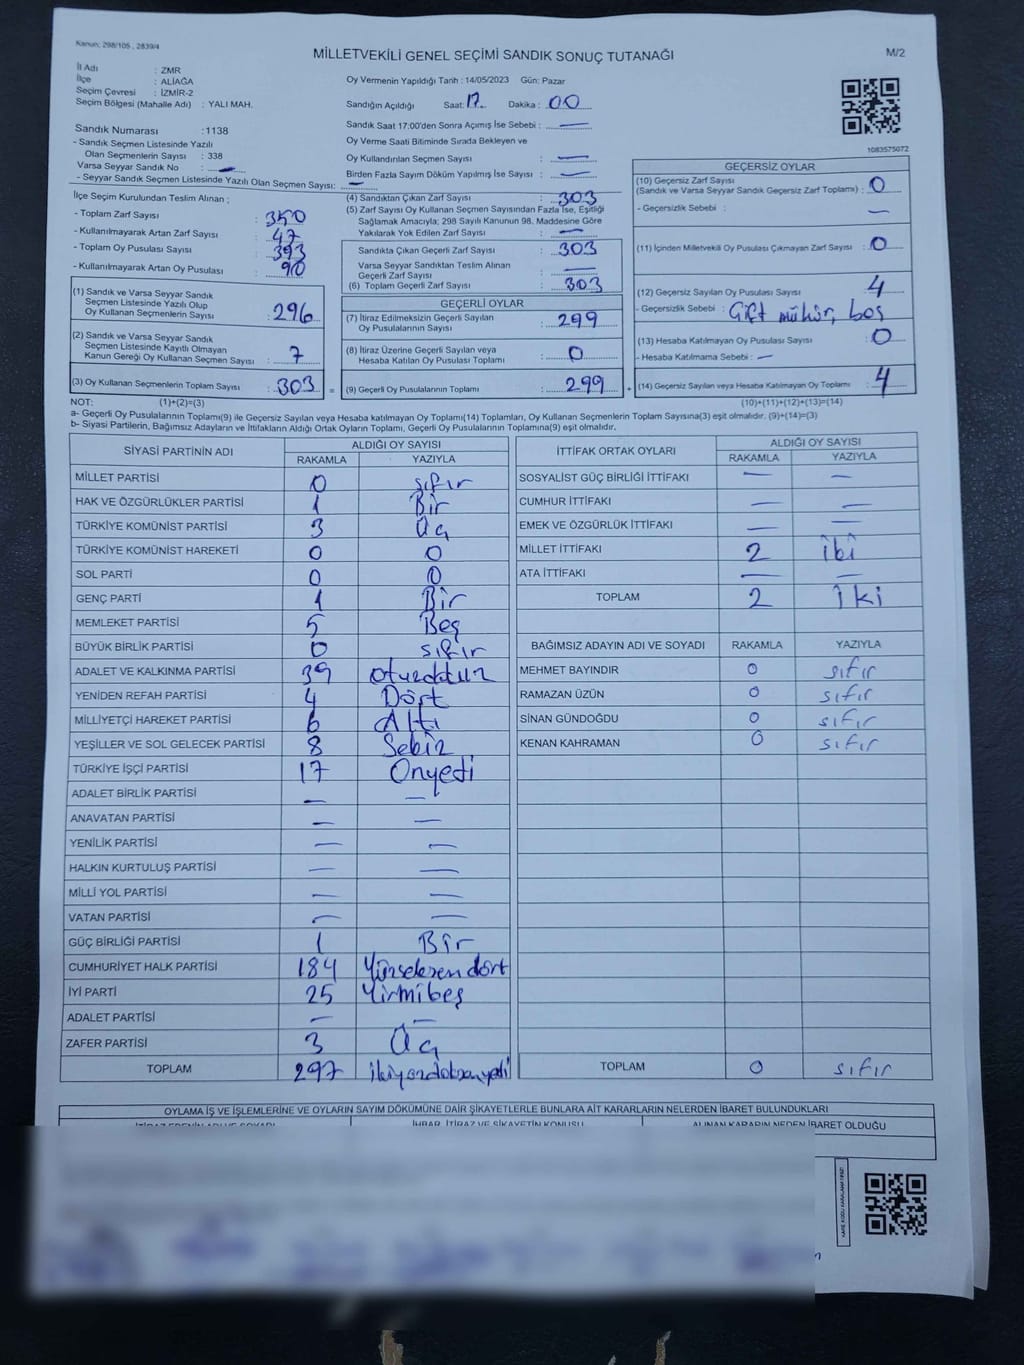 Kanun: 298/105 , 2839/4
MİLLETVEKİLİ GENEL SEÇİMİ SANDIK SONUÇ TUTANAĞI
M/2
İl Adı : ZMR
İlçe : ALİAĞA
Seçim Çevresi : İZMİR-2
Seçim Bölgesi (Mahalle Adı) : YALI MAH.
Sandık Numarası :1138
- Sandık Seçmen Listesinde Yazılı
Olan Seçmenlerin Sayısı : 338
Varsa Seyyar Sandık No : —
- Seyyar Sandık Seçmen Listesinde Yazılı Olan Seçmen Sayısı: —
Oy Vermenin Yapıldığı Tarih : 14/05/2023 Gün: Pazar
Sandığın Açıldığı Saat: 17 Dakika : 00
Sandık Saat 17:00'den Sonra Açımış İse Sebebi : —
Oy Verme Saati Bitiminde Sırada Bekleyen ve
Oy Kullandırılan Seçmen Sayısı : —
Birden Fazla Sayım Döküm Yapılmış İse Sayısı : —
1083575072
İlçe Seçim Kurulundan Teslim Alınan ;
- Toplam Zarf Sayısı : 350
- Kullanılmayarak Artan Zarf Sayısı : 47
- Toplam Oy Pusulası Sayısı : 393
- Kullanılmayarak Artan Oy Pusulası : 90
(1) Sandık ve Varsa Seyyar Sandık
Seçmen Listesinde Yazılı Olup
Oy Kullanan Seçmenlerin Sayısı : 296
(2) Sandık ve Varsa Seyyar Sandık
Seçmen Listesinde Kayıtlı Olmayan
Kanun Gereği Oy Kullanan Seçmen Sayısı : 7
(3) Oy Kullanan Seçmenlerin Toplam Sayısı : 303 =
(4) Sandıktan Çıkan Zarf Sayısı : 303
(5) Zarf Sayısı Oy Kullanan Seçmen Sayısından Fazla İse, Eşitliği
Sağlamak Amacıyla; 298 Sayılı Kanunun 98. Maddesine Göre
Yakılarak Yok Edilen Zarf Sayısı : —
Sandıkta Çıkan Geçerli Zarf Sayısı : 303
Varsa Seyyar Sandıktan Teslim Alınan
Geçerli Zarf Sayısı : —
(6) Toplam Geçerli Zarf Sayısı : 303
GEÇERLİ OYLAR
(7) İtiraz Edilmeksizin Geçerli Sayılan
Oy Pusulalarının Sayısı : 299
(8) İtiraz Üzerine Geçerli Sayılan veya
Hesaba Katılan Oy Pusulası Toplamı : 0
(9) Geçerli Oy Pusulalarının Toplamı : 299 +
GEÇERSİZ OYLAR
(10) Geçersiz Zarf Sayısı
(Sandık ve Varsa Seyyar Sandık Geçersiz Zarf Toplamı) : 0
- Geçersizlik Sebebi : —
(11) İçinden Milletvekili Oy Pusulası Çıkmayan Zarf Sayısı : 0
(12) Geçersiz Sayılan Oy Pusulası Sayısı : 4
- Geçersizlik Sebebi : Çift mühür, boş
(13) Hesaba Katılmayan Oy Pusulası Sayısı : 0
- Hesaba Katılmama Sebebi : —
(14) Geçersiz Sayılan veya Hesaba Katılmayan Oy Toplamı : 4
NOT: (1)+(2)=(3) (10)+(11)+(12)+(13)=(14)
a- Geçerli Oy Pusulalarının Toplamı(9) ile Geçersiz Sayılan veya Hesaba katılmayan Oy Toplamı(14) Toplamları, Oy Kullanan Seçmenlerin Toplam Sayısına(3) eşit olmalıdır. (9)+(14)=(3)
b- Siyasi Partilerin, Bağımsız Adayların ve İttifakların Aldığı Ortak Oyların Toplamı, Geçerli Oy Pusulalarının Toplamına(9) eşit olmalıdır.
SİYASİ PARTİNİN ADI ALDIĞI OY SAYISI
RAKAMLA YAZIYLA
MİLLET PARTİSİ 0 sıfır
HAK VE ÖZGÜRLÜKLER PARTİSİ 1 Bir
TÜRKİYE KOMÜNİST PARTİSİ 3 Üç
TÜRKİYE KOMÜNİST HAREKETİ 0 0
SOL PARTİ 0 0
GENÇ PARTİ 1 Bir
MEMLEKET PARTİSİ 5 Beş
BÜYÜK BİRLİK PARTİSİ 0 sıfır
ADALET VE KALKINMA PARTİSİ 39 otuzdokuz
YENİDEN REFAH PARTİSİ 4 Dört
MİLLİYETÇİ HAREKET PARTİSİ 6 Altı
YEŞİLLER VE SOL GELECEK PARTİSİ 8 Sekiz
TÜRKİYE İŞÇİ PARTİSİ 17 Onyedi
ADALET BİRLİK PARTİSİ — —
ANAVATAN PARTİSİ — —
YENİLİK PARTİSİ — —
HALKIN KURTULUŞ PARTİSİ — —
MİLLİ YOL PARTİSİ — —
VATAN PARTİSİ — —
GÜÇ BİRLİĞİ PARTİSİ 1 Bir
CUMHURİYET HALK PARTİSİ 184 Yüzseksendört
İYİ PARTİ 25 Yirmibeş
ADALET PARTİSİ — —
ZAFER PARTİSİ 3 Üç
TOPLAM 297 ikiyüzdoksanyedi
İTTİFAK ORTAK OYLARI ALDIĞI OY SAYISI
RAKAMLA YAZIYLA
SOSYALİST GÜÇ BİRLİĞİ İTTİFAKI — —
CUMHUR İTTİFAKI — —
EMEK VE ÖZGÜRLÜK İTTİFAKI — —
MİLLET İTTİFAKI 2 iki
ATA İTTİFAKI — —
TOPLAM 2 İki
BAĞIMSIZ ADAYIN ADI VE SOYADI RAKAMLA YAZIYLA
MEHMET BAYINDIR 0 sıfır
RAMAZAN ÜZÜN 0 sıfır
SİNAN GÜNDOĞDU 0 sıfır
KENAN KAHRAMAN 0 sıfır
TOPLAM 0 sıfır
OYLAMA İŞ VE İŞLEMLERİNE VE OYLARIN SAYIM DÖKÜMÜNE DAİR ŞİKAYETLERLE BUNLARA AİT KARARLARIN NELERDEN İBARET BULUNDUKLARI
İHBAR, İTİRAZ VE ŞİKAYETİN KONUSU ALINAN KARARIN NEDEN İBARET OLDUĞU